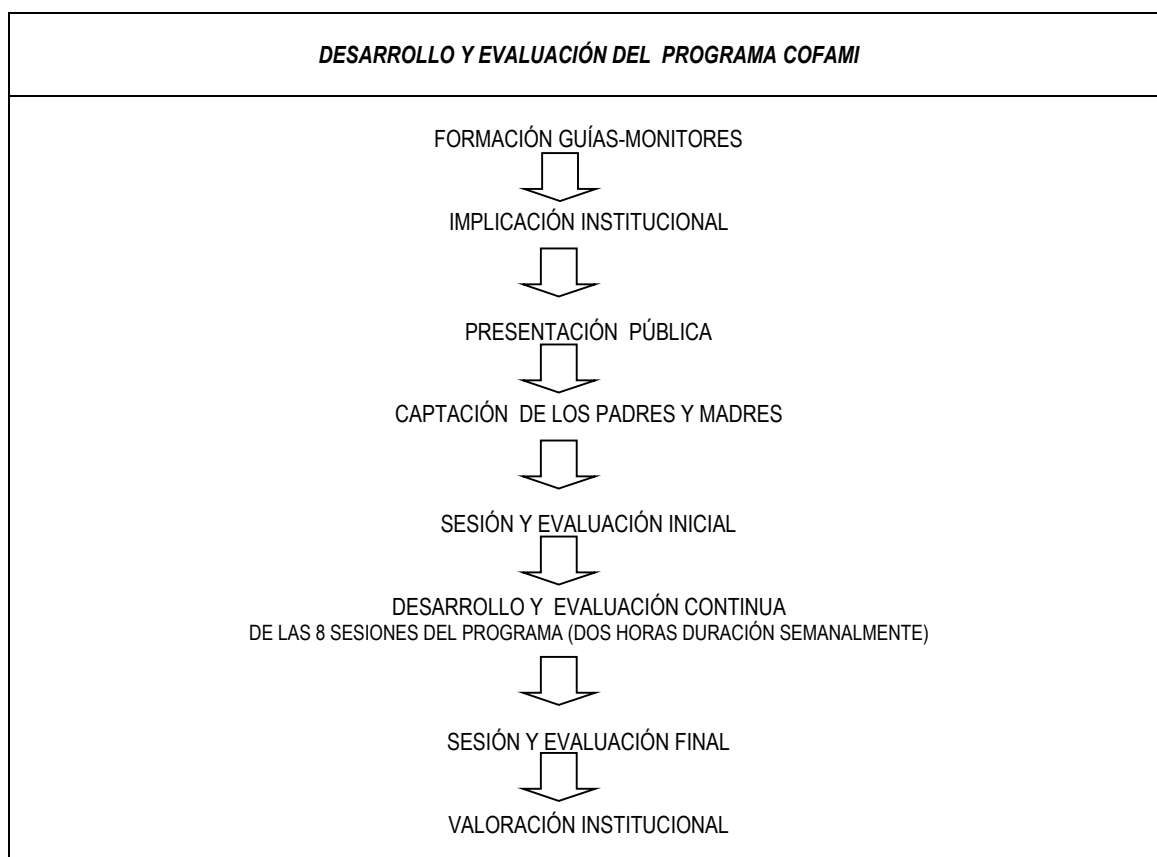 DESARROLLO Y EVALUACIÓN DEL PROGRAMA COFAMI
FORMACIÓN GUÍAS-MONITORES
IMPLICACIÓN INSTITUCIONAL
PRESENTACIÓN PÚBLICA
CAPTACIÓN DE LOS PADRES Y MADRES
SESIÓN Y EVALUACIÓN INICIAL
DESARROLLO Y EVALUACIÓN CONTINUA
DE LAS 8 SESIONES DEL PROGRAMA (DOS HORAS DURACIÓN SEMANALMENTE)
SESIÓN Y EVALUACIÓN FINAL
VALORACIÓN INSTITUCIONAL